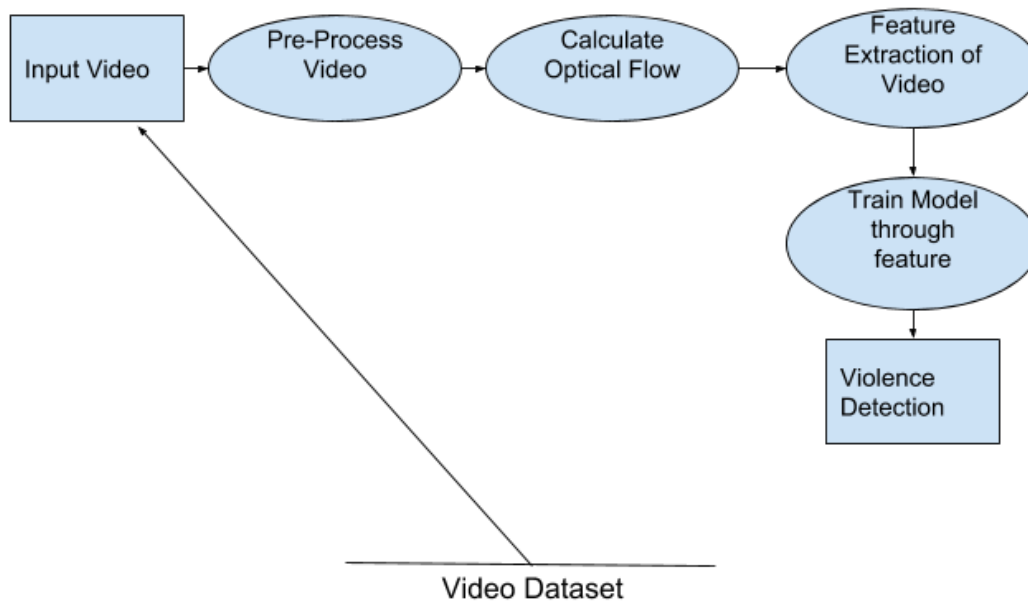 Input Video
Pre-Process
Video
Calculate
Optical Flow
Feature
Extraction of
Video
Train Model
through
feature
Violence
Detection
Video Dataset